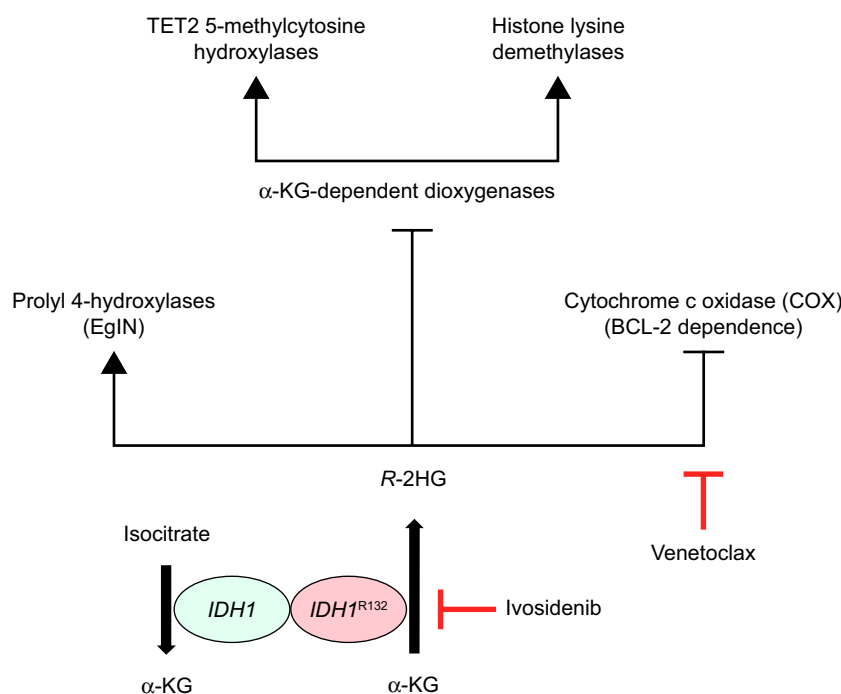 TET2 5-methylcytosine
hydroxylases
Histone lysine
demethylases
α-KG-dependent dioxygenases
Prolyl 4-hydroxylases
(EgIN)
Cytochrome c oxidase (COX)
(BCL-2 dependence)
R-2HG
Isocitrate
Venetoclax
IDH1
IDH1R132
Ivosidenib
α-KG
α-KG